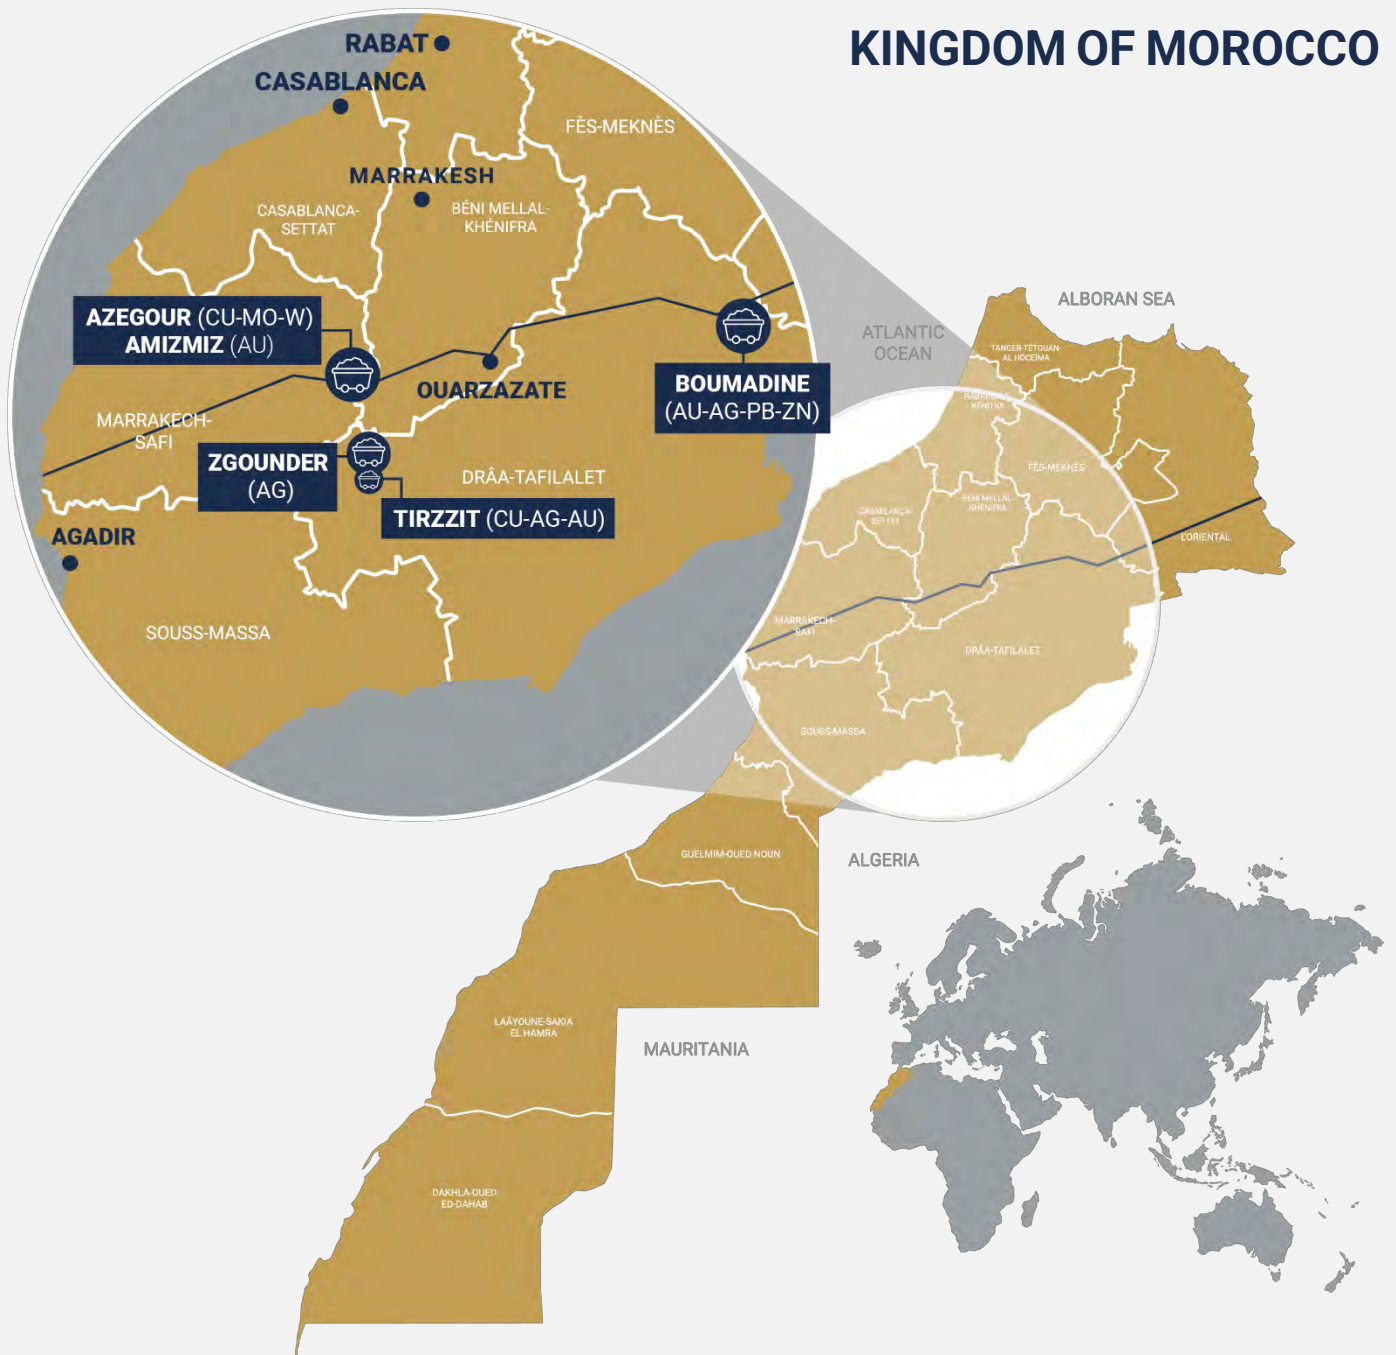 KINGDOM OF MOROCCO
RABAT
CASABLANCA
FÈS-MEKNÈS
MARRAKESH
CASABLANCA-
SETTAT
BÉNI MELLAL-
KHÉNIFRA
AZEGOUR (CU-MO-W)
AMIZMIZ (AU)
OUARZAZATE
BOUMADINE
(AU-AG-PB-ZN)
MARRAKECH-
SAFI
ZGOUNDER
(AG)
DRÂA-TAFILALET
TIRZZIT (CU-AG-AU)
AGADIR
SOUSS-MASSA
ALBORAN SEA
ATLANTIC
OCEAN
TANGER-TÉTOUAN-
AL HOCEIMA
KÉNITRA
FÈS-MEKNÈS
BÉNI MELLAL-
KHÉNIFRA
CASABLANCA-
SETTAT
L'ORIENTAL
MARRAKECH-
SAFI
DRÂA-TAFILALET
SOUSS-MASSA
GUELMIM-OUED NOUN
ALGERIA
LAÂYOUNE-SAKIA
EL HAMRA
MAURITANIA
DAKHLA-OUED
ED-DAHAB